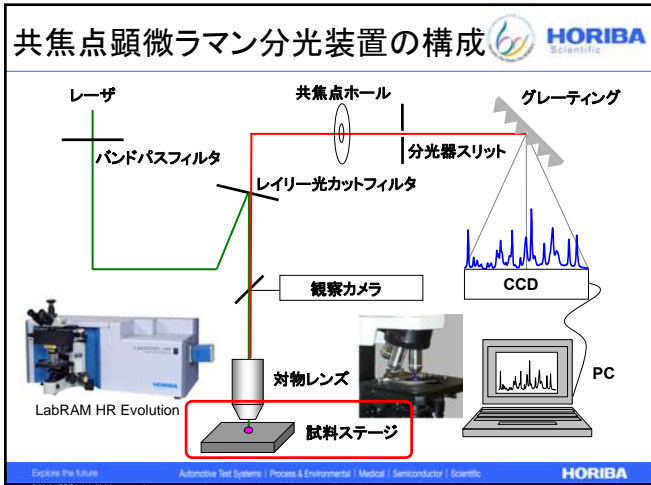 共焦点顕微ラマン分光装置の構成
HORIBA
Scientific
レーザ
共焦点ホール
グレーティング
バンドパスフィルタ
分光器スリット
レイリー光カットフィルタ
CCD
観察カメラ
対物レンズ
PC
LabRAM HR Evolution
試料ステージ
Explore the future
Automotive Test Systems | Process & Environmental | Medical | Semiconductor | Scientific
HORIBA